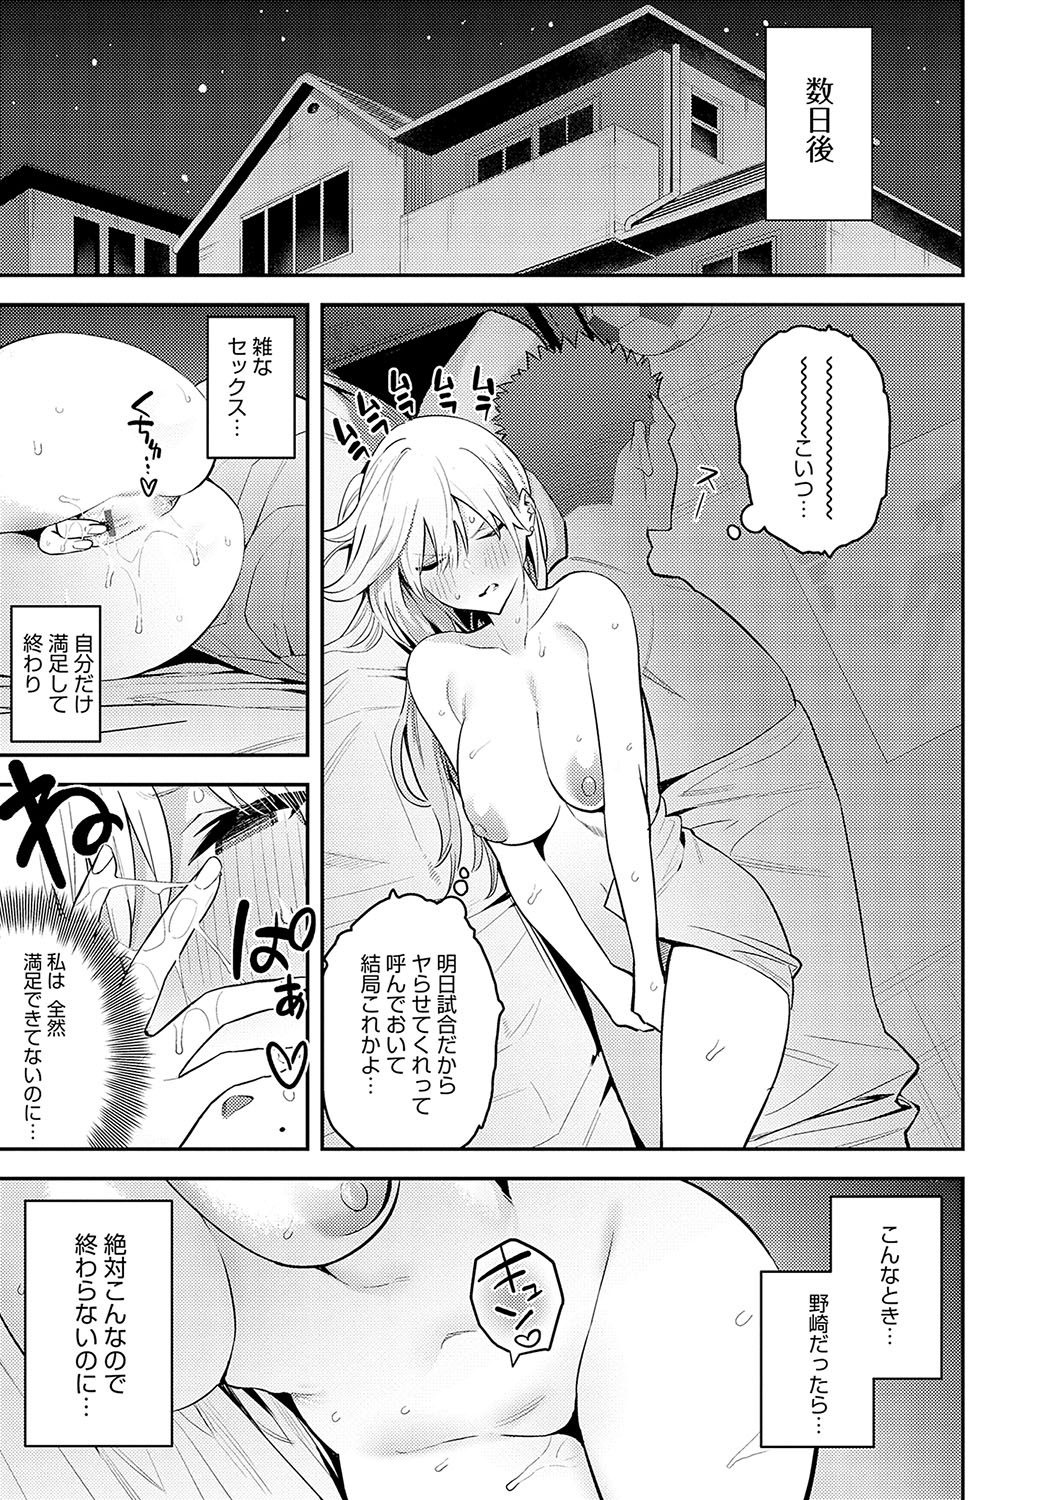 数日後
こいつ…
スー
ムラ
ムラ
ムラ
ムラ
明日試合だから
ヤらせてくれって
呼んでおいて
結局これかよ…
雑な
セックス…
くちゅ…♡
自分だけ
満足して
終わり
ねぱぁ♡
私は 全然
満足できてないのに…
こんなとき…
野崎だったら…
キュン♡
絶対こんなので
終わらないのに…